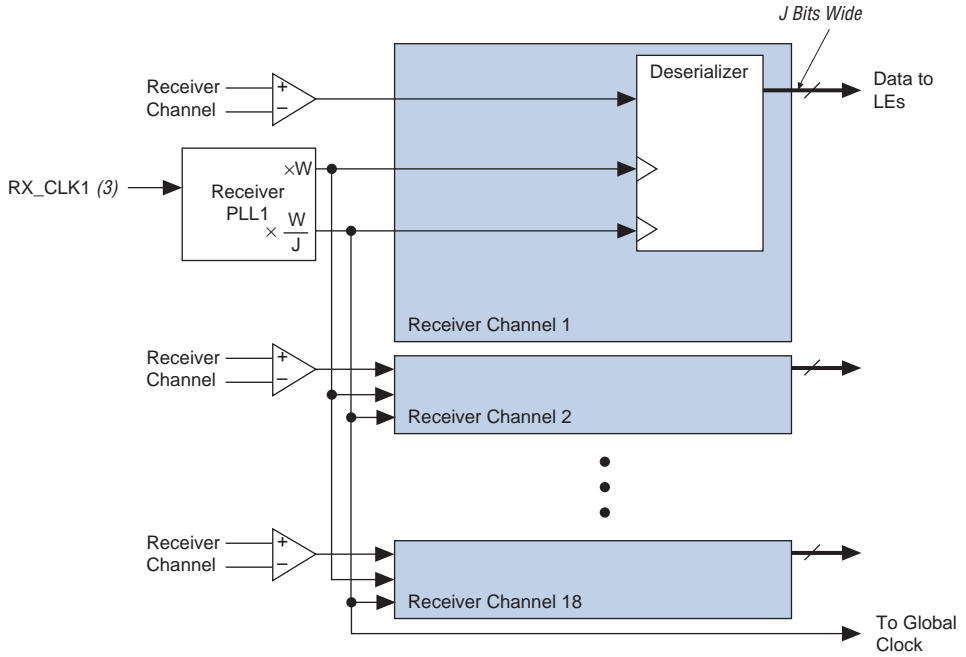 J Bits Wide
Deserializer
Receiver
Channel
+
−
Data to
LEs
RX_CLK1 (3)
Receiver
PLL1
×W
× W
J
Receiver Channel 1
Receiver
Channel
+
−
Receiver Channel 2
Receiver
Channel
+
−
Receiver Channel 18
To Global
Clock